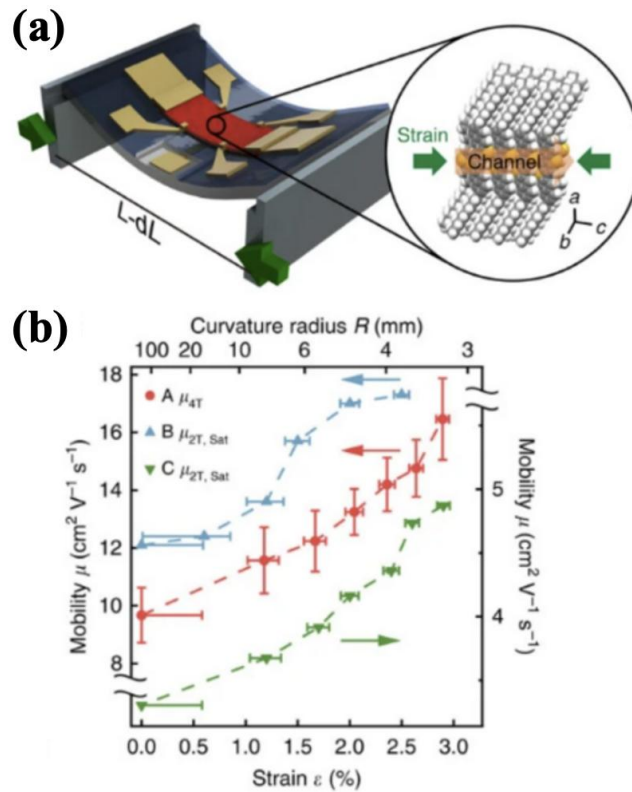 (a)
L-dL
Strain
Channel
a
b
c
(b)
Curvature radius R (mm)
100 20 10 6 4 3
18
16
14
12
10
8
Mobility μ (cm² V⁻¹ s⁻¹)
A μ4T
B μ2T, Sat
C μ2T, Sat
5
4
Mobility μ (cm² V⁻¹ s⁻¹)
0.0 0.5 1.0 1.5 2.0 2.5 3.0
Strain ε (%)